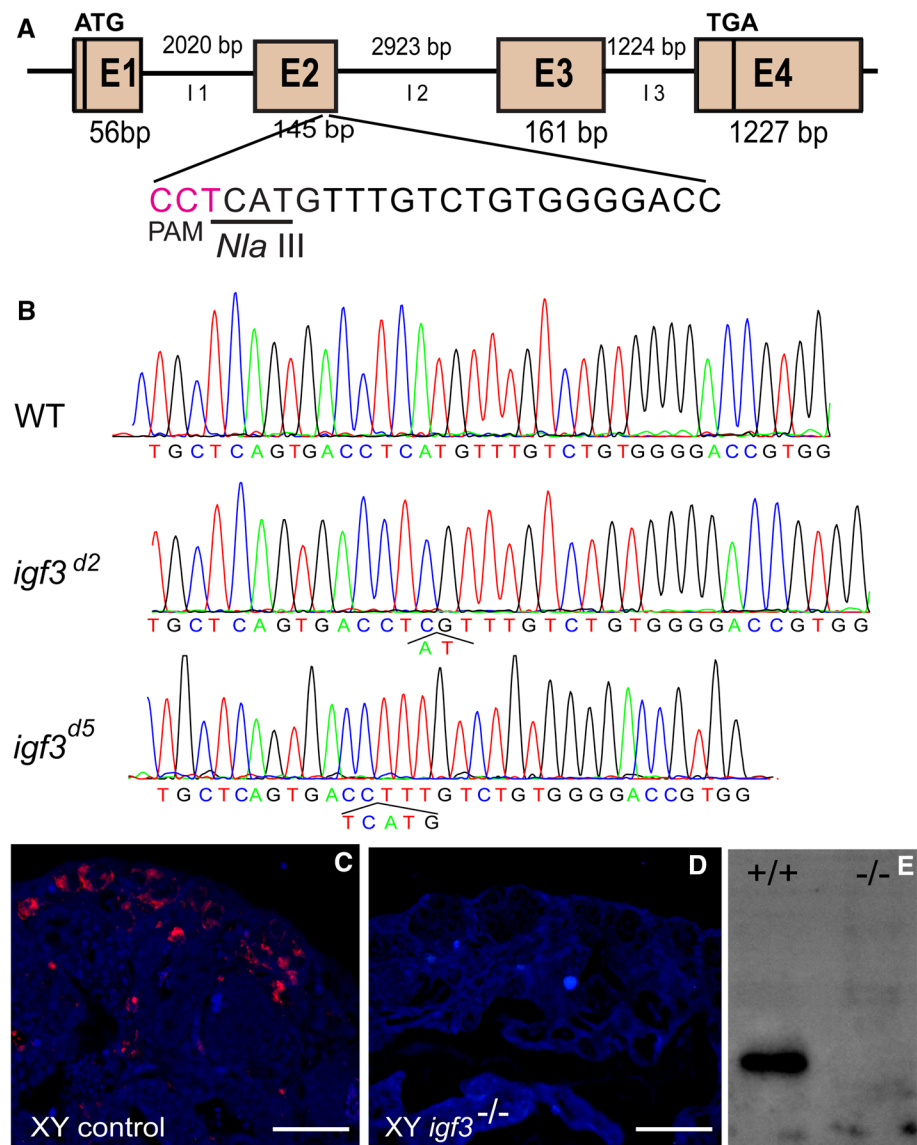 A
ATG
TGA
2020 bp
2923 bp
1224 bp
E1
E2
E3
E4
I 1
I 2
I 3
56bp
145 bp
161 bp
1227 bp
CCTCATGTTTGTCTGTGGGGACC
PAM
Nla III
B
WT
TGCTCAGTGACCTCATGTTTGTCTGTGGGGACCGTGG
igf3 d2
TGCTCAGTGACCTCGTTTGTCTGTGGGGACCGTGG
AT
igf3 d5
TGCTCAGTGACCTTTGTCTGTGGGGACCGTGG
TCATG
C
XY control
D
XY igf3 -/-
E
+/+
-/-